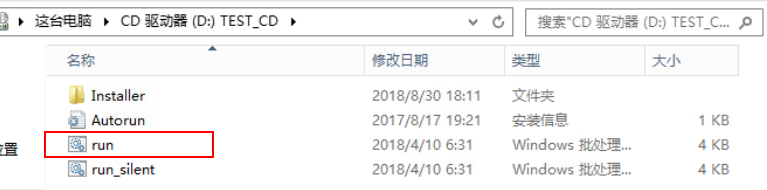 这台电脑 CD 驱动器 (D:) TEST_CD 搜索"CD 驱动器 (D:) TEST_C...
名称 修改日期 类型 大小
Installer 2018/8/30 18:11 文件夹
Autorun 2017/8/17 19:21 安装信息 1 KB
位置 run 2018/4/10 6:31 Windows 批处理... 4 KB
run_silent 2018/4/10 6:31 Windows 批处理... 4 KB